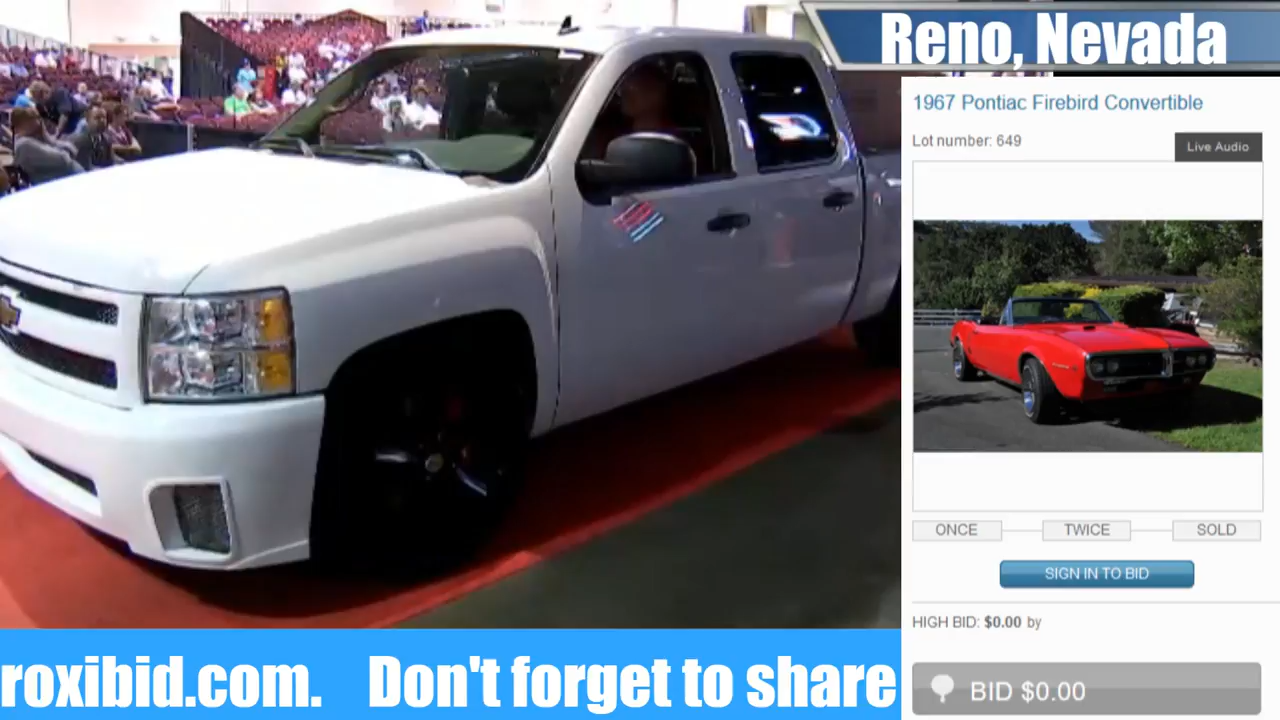 Reno, Nevada
1967 Pontiac Firebird Convertible
Lot number: 649
Live Audio
ONCE
TWICE
SOLD
SIGN IN TO BID
HIGH BID: $0.00 by
BID $0.00
roxibid.com. Don't forget to share